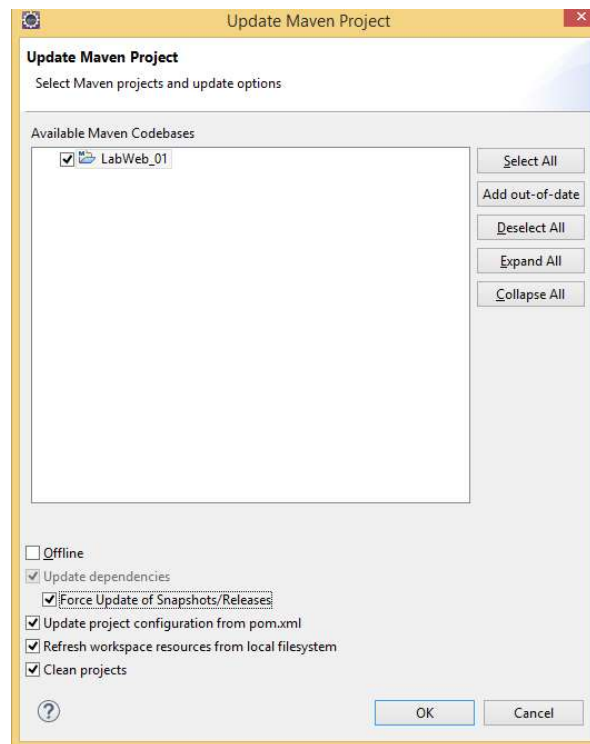 Update Maven Project
Update Maven Project
Select Maven projects and update options
Available Maven Codebases
LabWeb_01
Select All
Add out-of-date
Deselect All
Expand All
Collapse All
Offline
Update dependencies
Force Update of Snapshots/Releases
Update project configuration from pom.xml
Refresh workspace resources from local filesystem
Clean projects
?
OK
Cancel